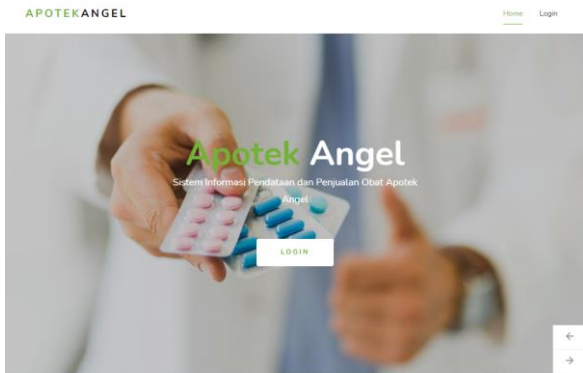 APOTEKANGEL
Home Login
Apotek Angel
Sistem Informasi Pendataan dan Penjualan Obat Apotek
Angel
LOGIN